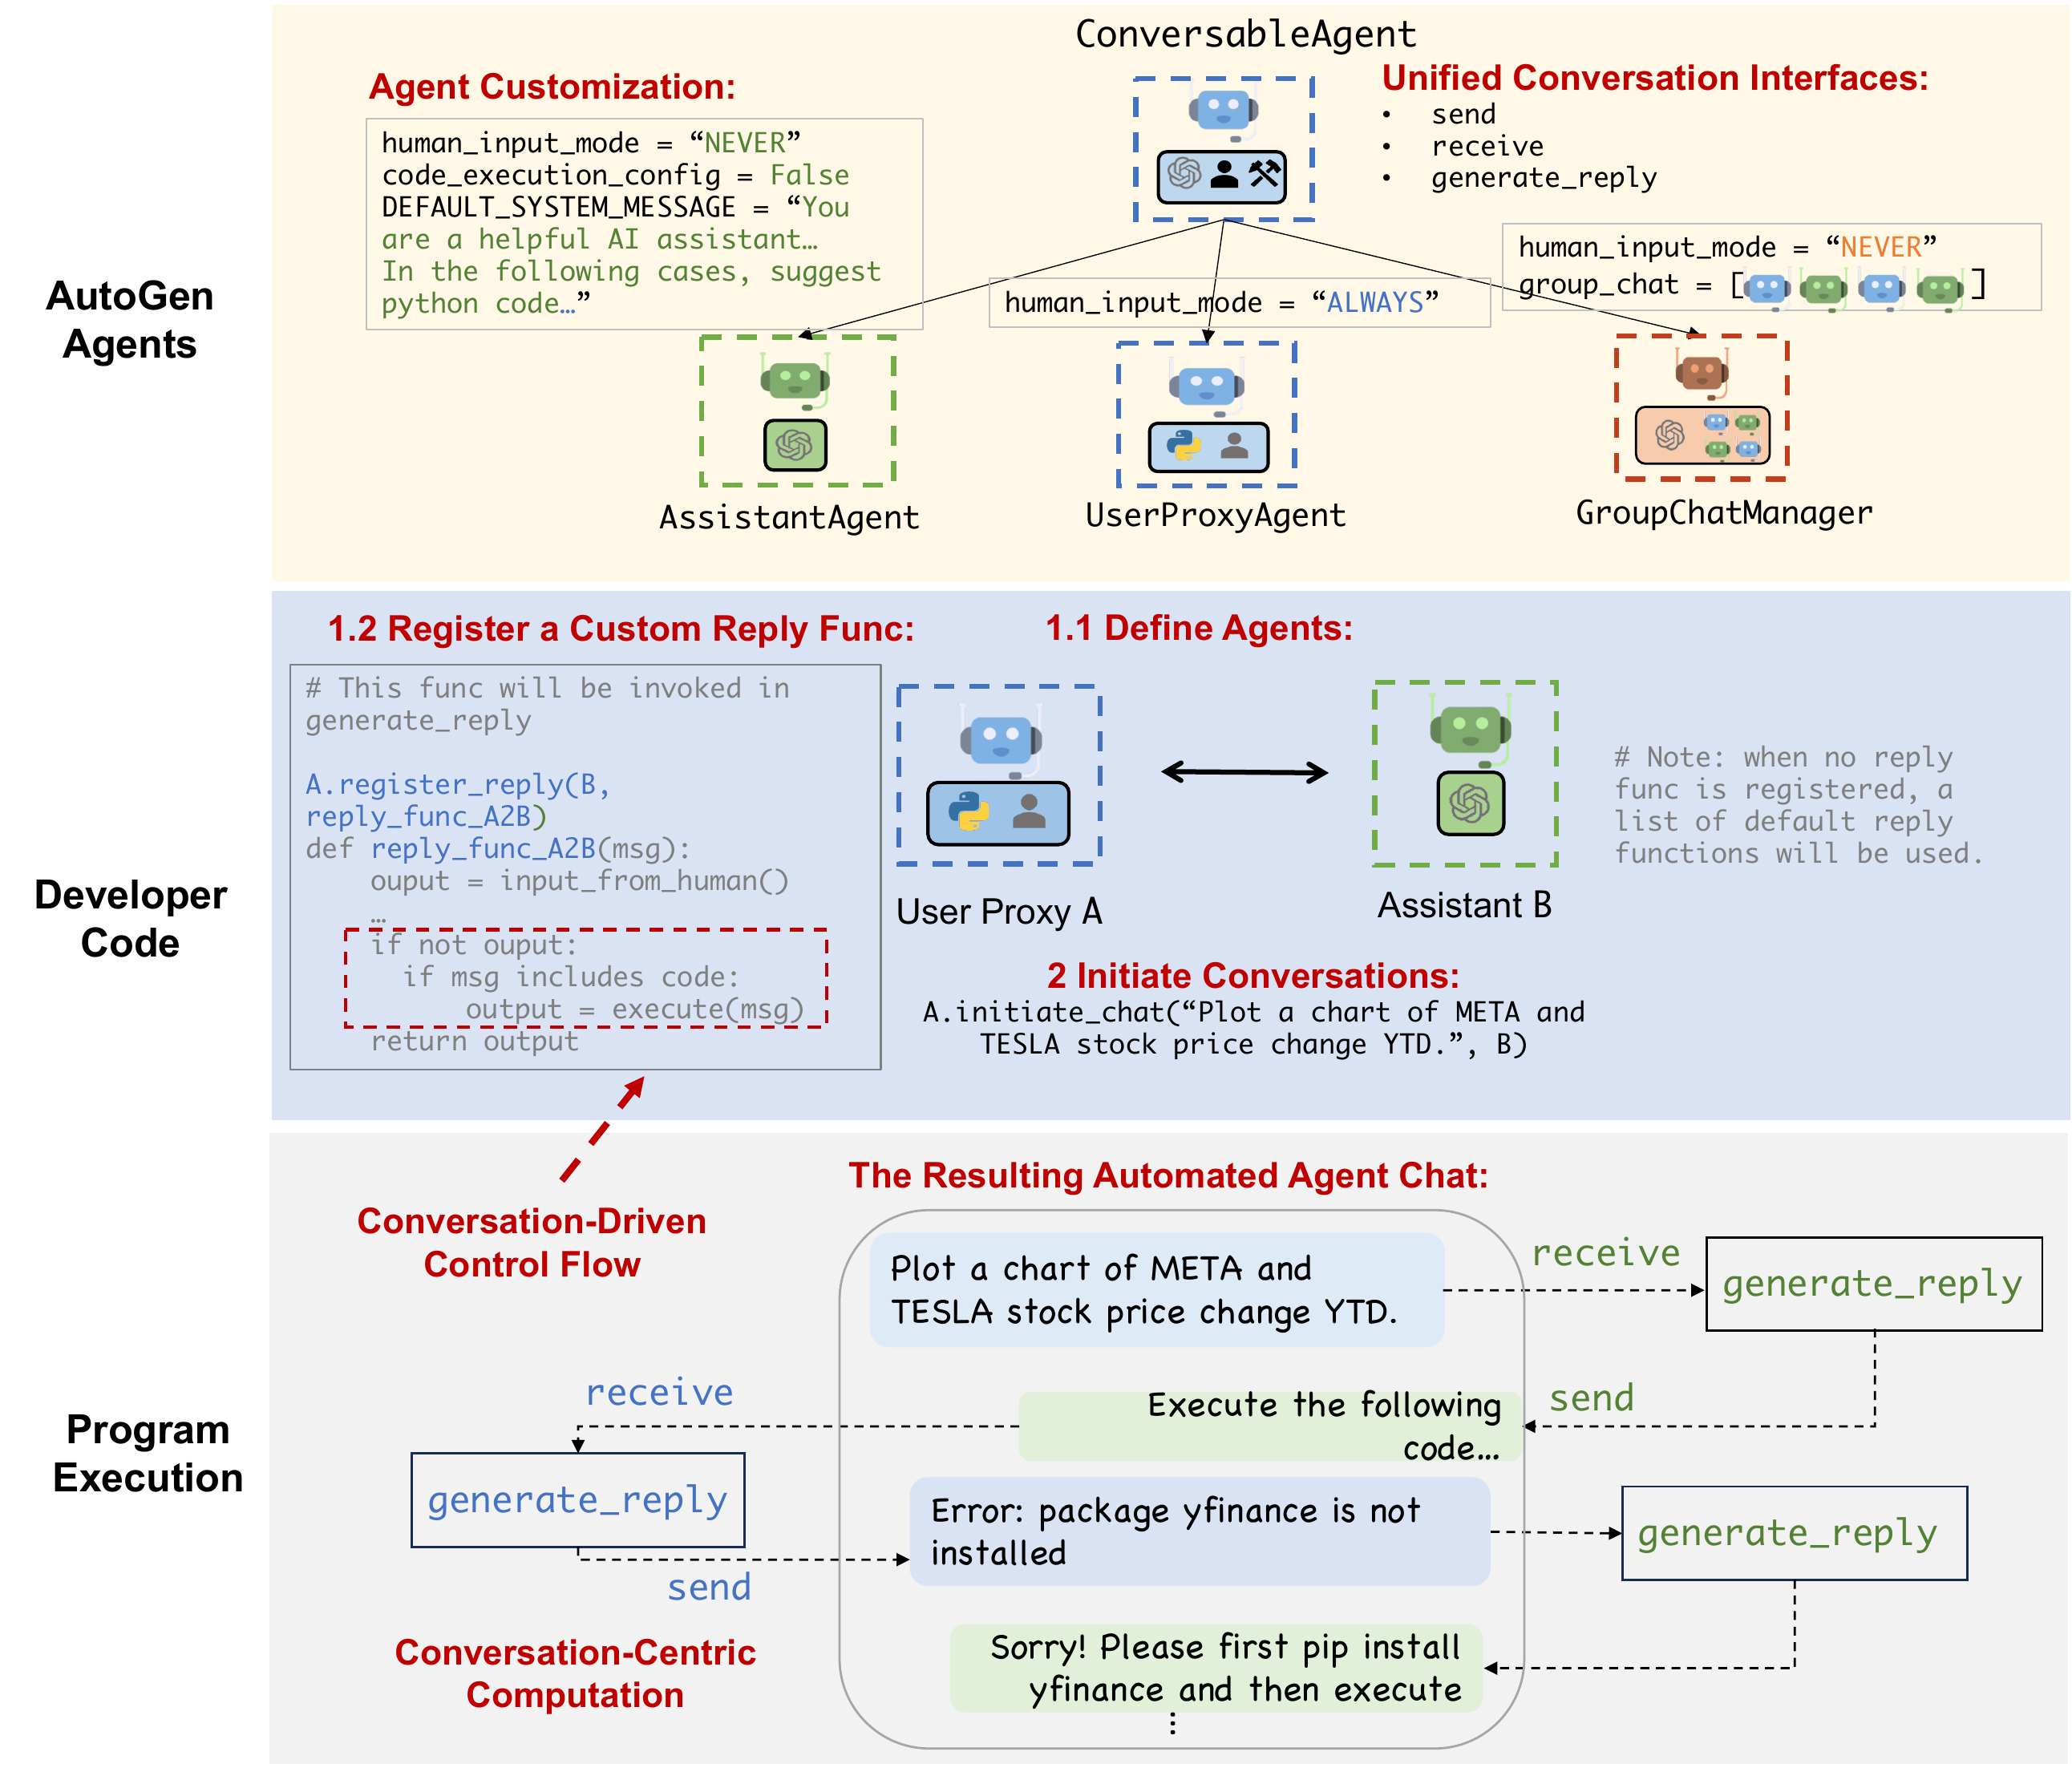 ConversableAgent
Agent Customization:
human_input_mode = “NEVER”
code_execution_config = False
DEFAULT_SYSTEM_MESSAGE = “You
are a helpful AI assistant…
In the following cases, suggest
python code…”
Unified Conversation Interfaces:
• send
• receive
• generate_reply
human_input_mode = “ALWAYS”
human_input_mode = “NEVER”
group_chat = [ ]
AutoGen
Agents
AssistantAgent
UserProxyAgent
GroupChatManager
1.2 Register a Custom Reply Func:
# This func will be invoked in
generate_reply
A.register_reply(B,
reply_func_A2B)
def reply_func_A2B(msg):
ouput = input_from_human()
…
if not ouput:
if msg includes code:
output = execute(msg)
return output
1.1 Define Agents:
User Proxy A
Assistant B
# Note: when no reply
func is registered, a
list of default reply
functions will be used.
Developer
Code
2 Initiate Conversations:
A.initiate_chat(“Plot a chart of META and
TESLA stock price change YTD.”, B)
Conversation-Driven
Control Flow
The Resulting Automated Agent Chat:
Plot a chart of META and
TESLA stock price change YTD.
receive
generate_reply
send
Execute the following
code…
receive
generate_reply
send
Error: package yfinance is not
installed
generate_reply
Sorry! Please first pip install
yfinance and then execute
⋮
Program
Execution
Conversation-Centric
Computation